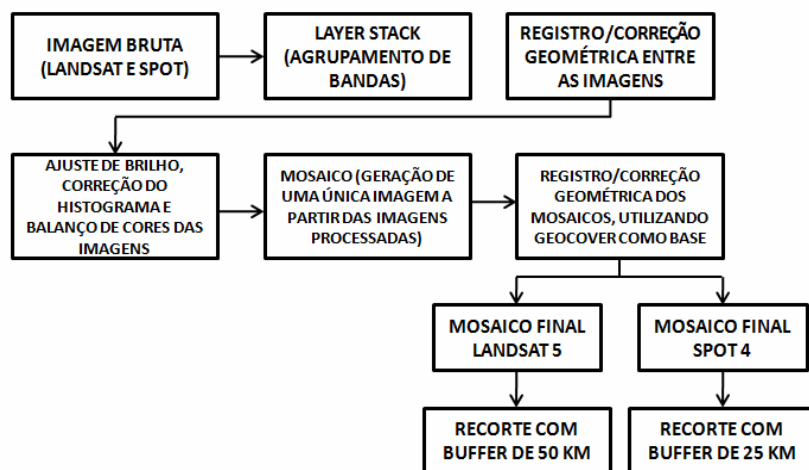 IMAGEM BRUTA
(LANDSAT E SPOT)
LAYER STACK
(AGRUPAMENTO DE
BANDAS)
REGISTRO/CORREÇÃO
GEOMÉTRICA ENTRE
AS IMAGENS
AJUSTE DE BRILHO,
CORREÇÃO DO
HISTOGRAMA E
BALANÇO DE CORES DAS
IMAGENS
MOSAICO (GERAÇÃO DE
UMA ÚNICA IMAGEM A
PARTIR DAS IMAGENS
PROCESSADAS)
REGISTRO/CORREÇÃO
GEOMÉTRICA DOS
MOSAICOS, UTILIZANDO
GEOCOVER COMO BASE
MOSAICO FINAL
LANDSAT 5
MOSAICO FINAL
SPOT 4
RECORTE COM
BUFFER DE 50 KM
RECORTE COM
BUFFER DE 25 KM